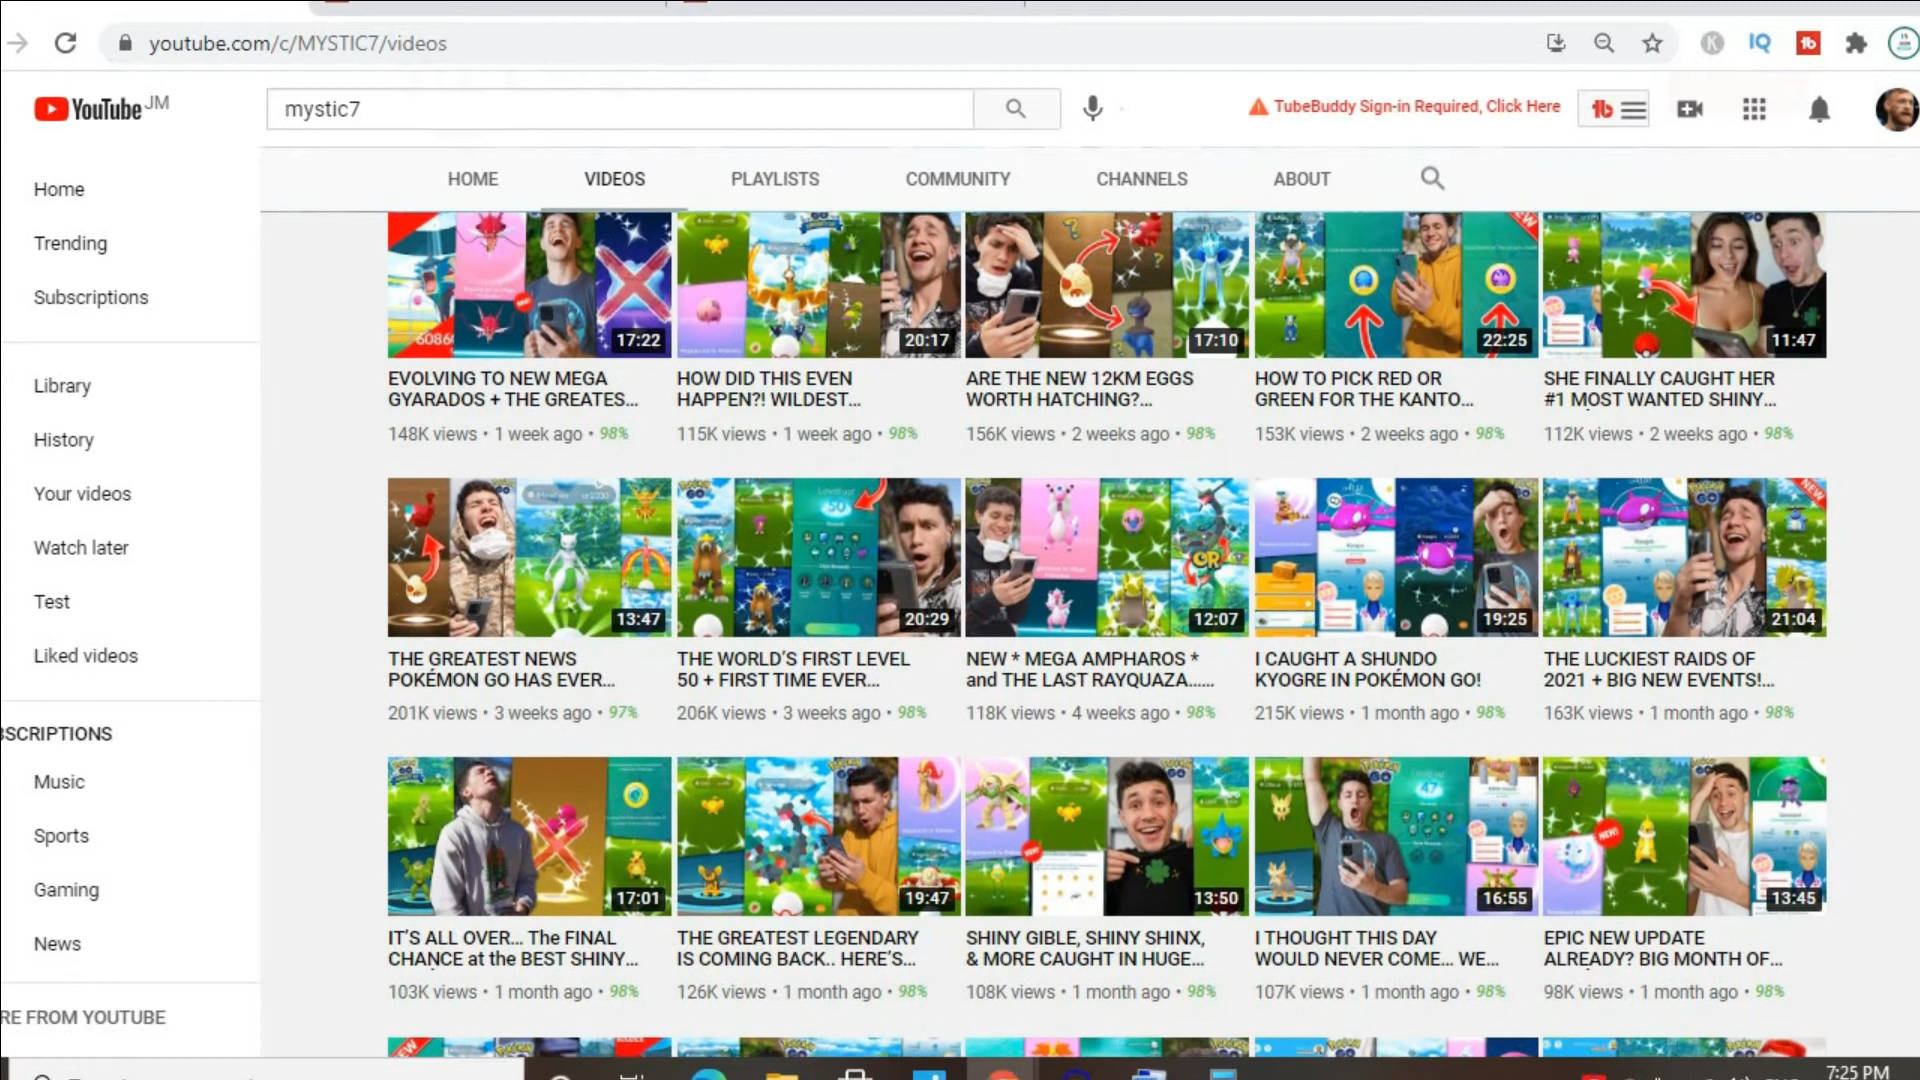 youtube.com/c/MYSTIC7/videos
IQ
YouTube JM
mystic7
TubeBuddy Sign-in Required, Click Here
HOME
VIDEOS
PLAYLISTS
COMMUNITY
CHANNELS
ABOUT
Home
Trending
Subscriptions
Library
History
Your videos
Watch later
Test
Liked videos
BSCRIPTIONS
Music
Sports
Gaming
News
RE FROM YOUTUBE
17:22
EVOLVING TO NEW MEGA
GYARADOS + THE GREATES...
148K views • 1 week ago • 98%
20:17
HOW DID THIS EVEN
HAPPEN?! WILDEST...
115K views • 1 week ago • 98%
17:10
ARE THE NEW 12KM EGGS
WORTH HATCHING?...
156K views • 2 weeks ago • 98%
NEW
22:25
HOW TO PICK RED OR
GREEN FOR THE KANTO...
153K views • 2 weeks ago • 98%
11:47
SHE FINALLY CAUGHT HER
#1 MOST WANTED SHINY...
112K views • 2 weeks ago • 98%
13:47
THE GREATEST NEWS
POKÉMON GO HAS EVER...
201K views • 3 weeks ago • 97%
50
20:29
THE WORLD'S FIRST LEVEL
50 + FIRST TIME EVER...
206K views • 3 weeks ago • 98%
OR
12:07
NEW * MEGA AMPHAROS *
and THE LAST RAYQUAZA......
118K views • 4 weeks ago • 98%
19:25
I CAUGHT A SHUNDO
KYOGRE IN POKÉMON GO!
215K views • 1 month ago • 98%
NEW
21:04
THE LUCKIEST RAIDS OF
2021 + BIG NEW EVENTS!...
163K views • 1 month ago • 98%
17:01
IT'S ALL OVER... The FINAL
CHANCE at the BEST SHINY...
103K views • 1 month ago • 98%
19:47
THE GREATEST LEGENDARY
IS COMING BACK.. HERE'S...
126K views • 1 month ago • 98%
13:50
SHINY GIBLE, SHINY SHINX,
& MORE CAUGHT IN HUGE...
108K views • 1 month ago • 98%
47
16:55
I THOUGHT THIS DAY
WOULD NEVER COME... WE...
107K views • 1 month ago • 98%
NEW!
13:45
EPIC NEW UPDATE
ALREADY? BIG MONTH OF...
98K views • 1 month ago • 98%
NEW
7:25 PM